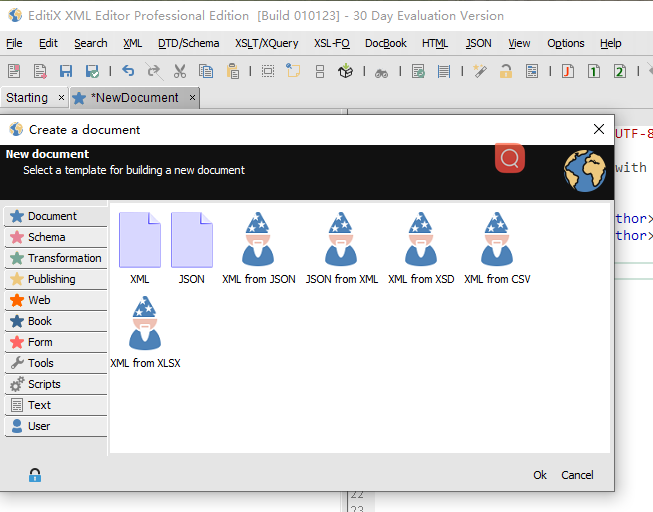 EditiX XML Editor Professional Edition [Build 010123] - 30 Day Evaluation Version
File Edit Search XML DTD/Schema XSLT/XQuery XSL-FO DocBook HTML JSON View Options Help
Starting × *NewDocument ×
Create a document
UTF-8
New document
Select a template for building a new document
with
thor>
thor>
Document
Schema
Transformation
Publishing
Web
Book
Form
Tools
Scripts
Text
User
XML JSON XML from JSON JSON from XML XML from XSD XML from CSV
XML from XLSX
Ok Cancel
22
23